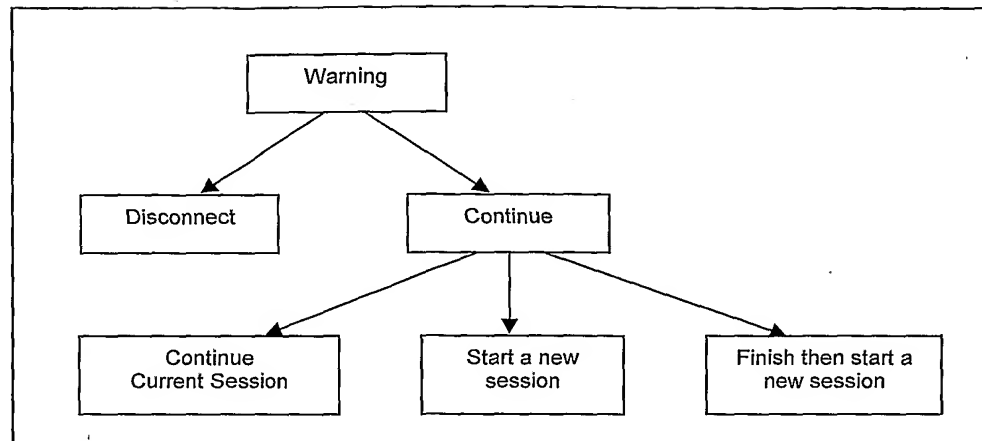 Warning
Disconnect
Continue
Continue
Current Session
Start a new
session
Finish then start a
new session